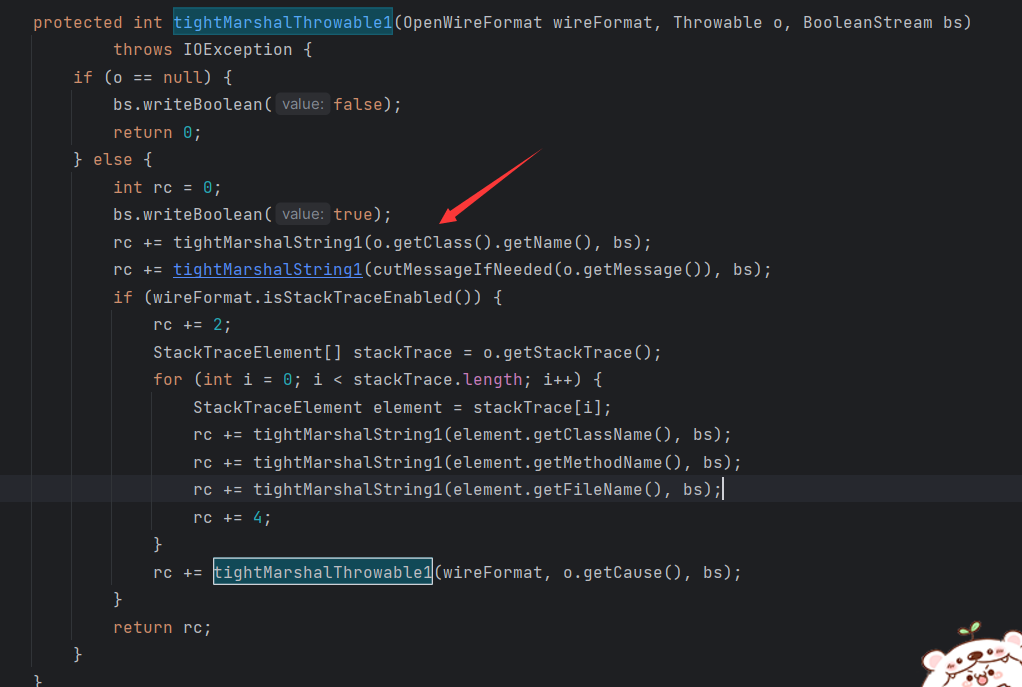 protected int tightMarshalThrowable1(OpenWireFormat wireFormat, Throwable o, BooleanStream bs)
throws IOException {
if (o == null) {
bs.writeBoolean( value: false);
return 0;
} else {
int rc = 0;
bs.writeBoolean( value: true);
rc += tightMarshalString1(o.getClass().getName(), bs);
rc += tightMarshalString1(cutMessageIfNeeded(o.getMessage()), bs);
if (wireFormat.isStackTraceEnabled()) {
rc += 2;
StackTraceElement[] stackTrace = o.getStackTrace();
for (int i = 0; i < stackTrace.length; i++) {
StackTraceElement element = stackTrace[i];
rc += tightMarshalString1(element.getClassName(), bs);
rc += tightMarshalString1(element.getMethodName(), bs);
rc += tightMarshalString1(element.getFileName(), bs);
rc += 4;
}
rc += tightMarshalThrowable1(wireFormat, o.getCause(), bs);
}
return rc;
}
}